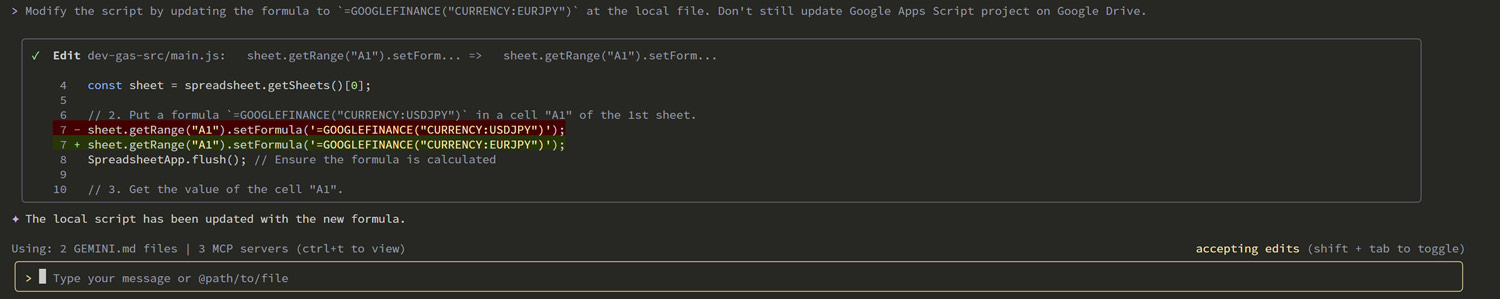 > Modify the script by updating the formula to `=GOOGLEFINANCE("CURRENCY:EURJPY")` at the local file. Don't still update Google Apps Script project on Google Drive.
✓ Edit dev-gas-src/main.js: sheet.getRange("A1").setForm... => sheet.getRange("A1").setForm...
4 const sheet = spreadsheet.getSheets()[0];
5
6 // 2. Put a formula `=GOOGLEFINANCE("CURRENCY:USDJPY")` in a cell "A1" of the 1st sheet.
7 - sheet.getRange("A1").setFormula('=GOOGLEFINANCE("CURRENCY:USDJPY")');
7 + sheet.getRange("A1").setFormula('=GOOGLEFINANCE("CURRENCY:EURJPY")');
8 SpreadsheetApp.flush(); // Ensure the formula is calculated
9
10 // 3. Get the value of the cell "A1".
✦ The local script has been updated with the new formula.
Using: 2 GEMINI.md files | 3 MCP servers (ctrl+t to view) accepting edits (shift + tab to toggle)
> Type your message or @path/to/file